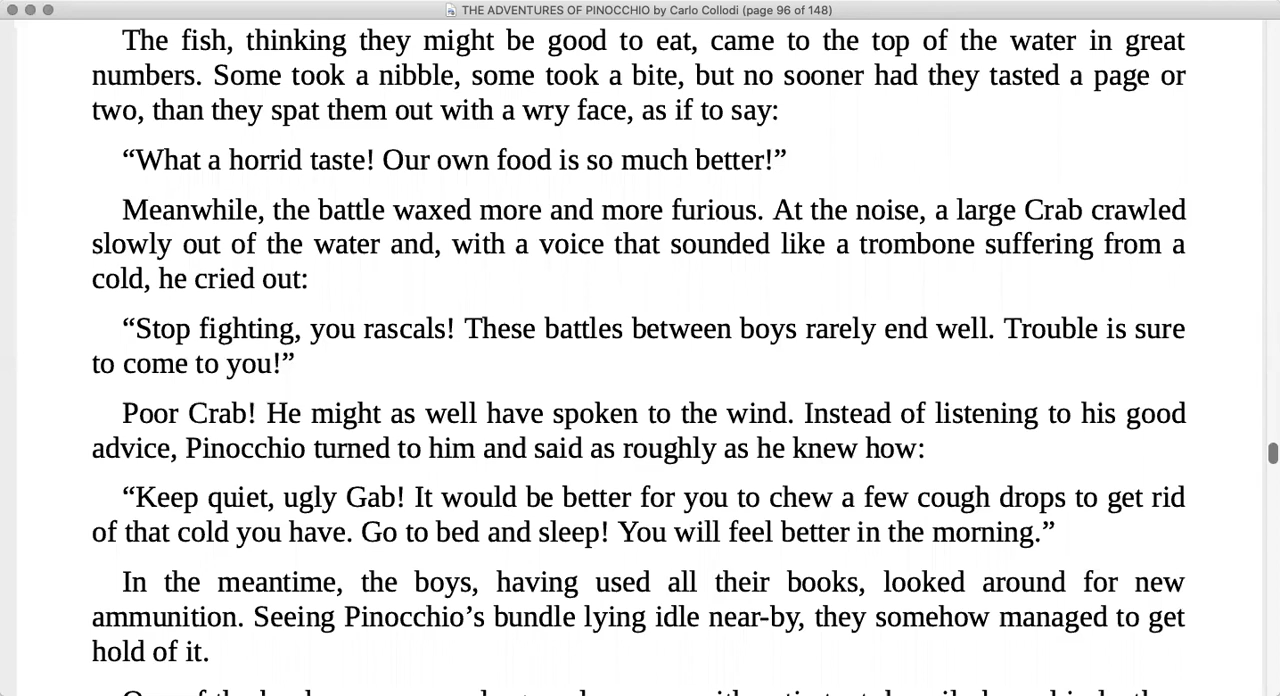 THE ADVENTURES OF PINOCCHIO by Carlo Collodi (page 96 of 148)
The fish, thinking they might be good to eat, came to the top of the water in great
numbers. Some took a nibble, some took a bite, but no sooner had they tasted a page or
two, than they spat them out with a wry face, as if to say:
“What a horrid taste! Our own food is so much better!”
Meanwhile, the battle waxed more and more furious. At the noise, a large Crab crawled
slowly out of the water and, with a voice that sounded like a trombone suffering from a
cold, he cried out:
“Stop fighting, you rascals! These battles between boys rarely end well. Trouble is sure
to come to you!”
Poor Crab! He might as well have spoken to the wind. Instead of listening to his good
advice, Pinocchio turned to him and said as roughly as he knew how:
“Keep quiet, ugly Gab! It would be better for you to chew a few cough drops to get rid
of that cold you have. Go to bed and sleep! You will feel better in the morning.”
In the meantime, the boys, having used all their books, looked around for new
ammunition. Seeing Pinocchio’s bundle lying idle near-by, they somehow managed to get
hold of it.